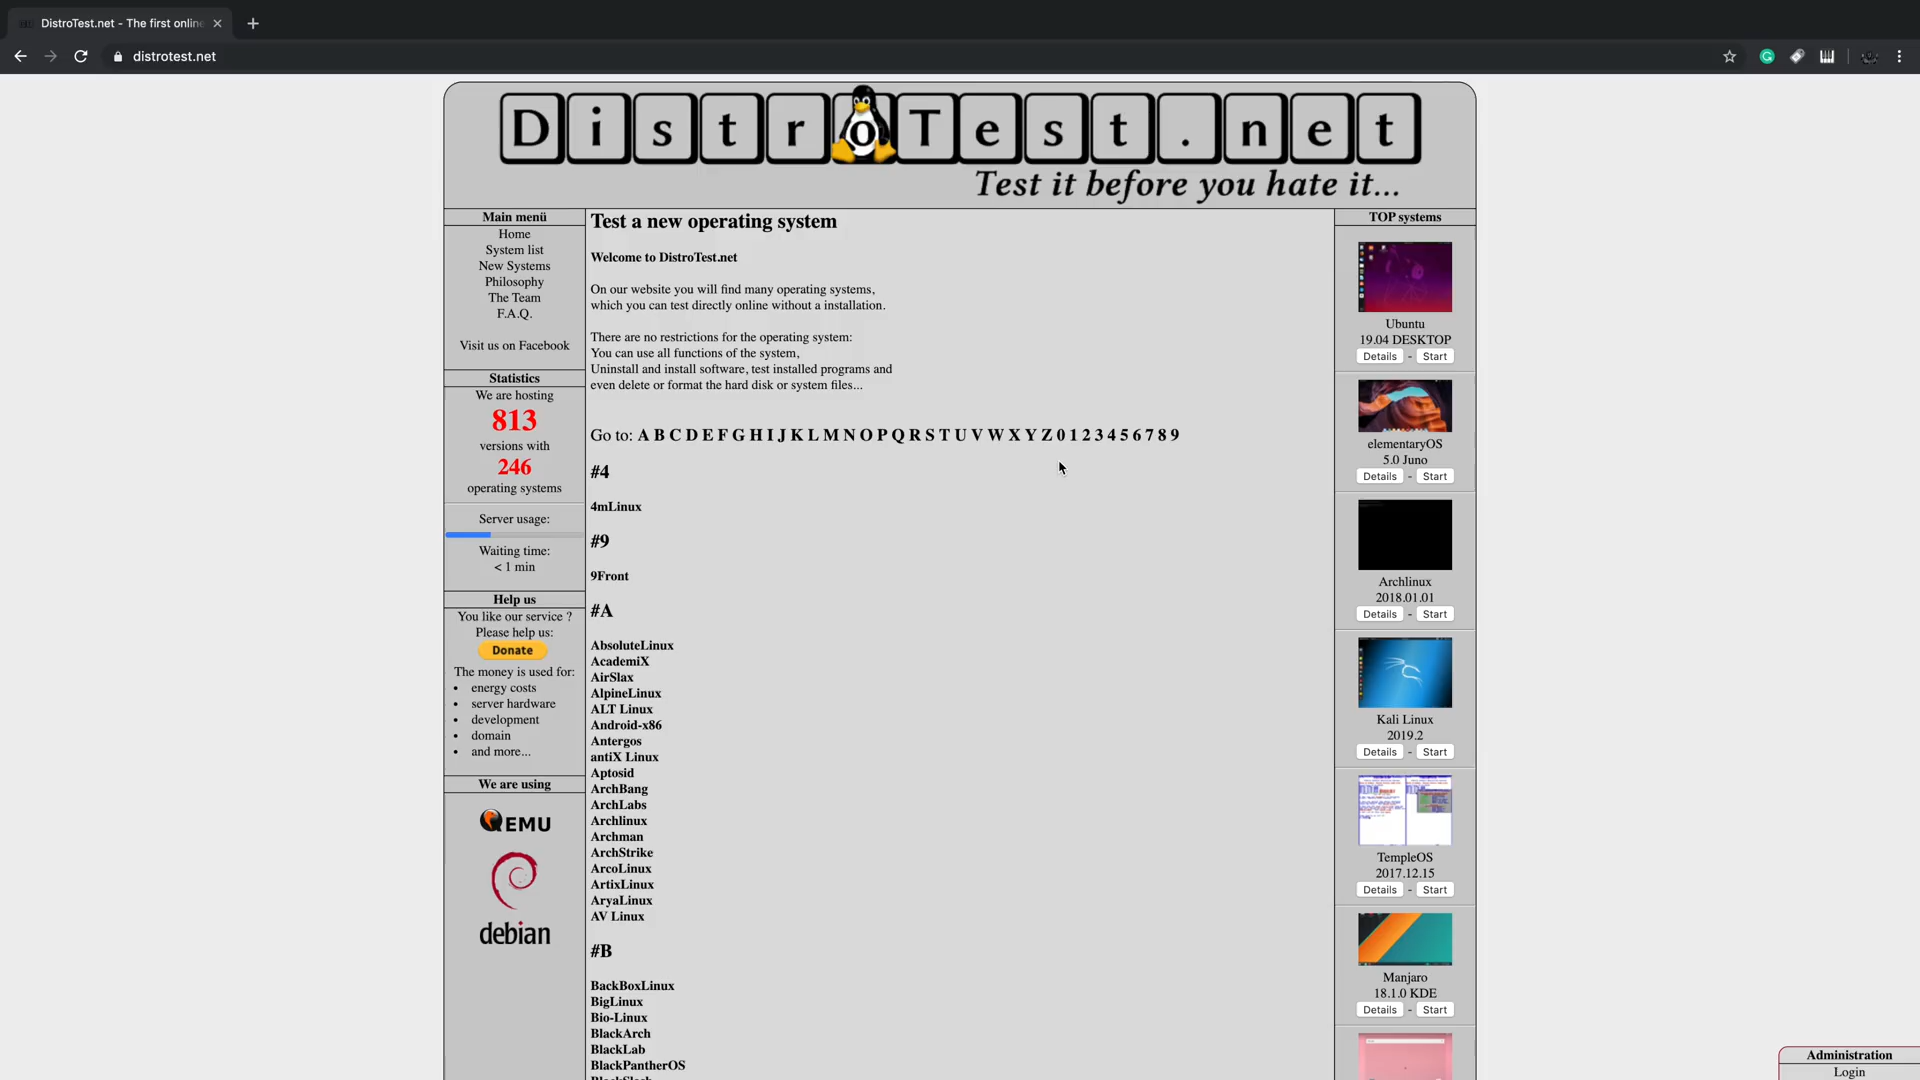 DistroTest.net - The first online
distrotest.net
DistroTest.net
Test it before you hate it...
Main menü
Home
System list
New Systems
Philosophy
The Team
F.A.Q.
Visit us on Facebook
Statistics
We are hosting
813
versions with
246
operating systems
Server usage:
Waiting time:
< 1 min
Help us
You like our service ?
Please help us:
Donate
The money is used for:
• energy costs
• server hardware
• development
• domain
• and more...
We are using
QEMU
debian
Test a new operating system
Welcome to DistroTest.net
On our website you will find many operating systems,
which you can test directly online without a installation.
There are no restrictions for the operating system:
You can use all functions of the system,
Uninstall and install software, test installed programs and
even delete or format the hard disk or system files...
Go to: A B C D E F G H I J K L M N O P Q R S T U V W X Y Z 0 1 2 3 4 5 6 7 8 9
#4
4mLinux
#9
9Front
#A
AbsoluteLinux
AcademiX
AirSlax
AlpineLinux
ALT Linux
Android-x86
Antergos
antiX Linux
Aptosid
ArchBang
ArchLabs
Archlinux
Archman
ArchStrike
ArcoLinux
ArtixLinux
AryaLinux
AV Linux
#B
BackBoxLinux
BigLinux
Bio-Linux
BlackArch
BlackLab
BlackPantherOS
TOP systems
Ubuntu
19.04 DESKTOP
Details - Start
elementaryOS
5.0 Juno
Details - Start
Archlinux
2018.01.01
Details - Start
Kali Linux
2019.2
Details - Start
TempleOS
2017.12.15
Details - Start
Manjaro
18.1.0 KDE
Details - Start
Administration
Login